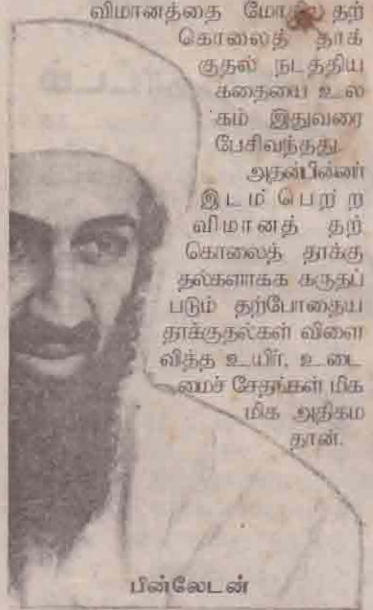 விமானத்தை மோதி தற்
கொலைத் தாக்
குதல் நடத்திய
கதையை உல
கம் இதுவரை
பேசிவந்தது.
அதன்பின்னர்
இடம்பெற்ற
விமானத் தற்
கொலைத் தாக்கு
தல்களாகக கருதப்
படும் தற்போதைய
தாக்குதல்கள் விளை
வித்த உயிர், உடை
மைச் சேதங்கள் மிக
மிக அதிகம
தான்.
பின்லேடன்